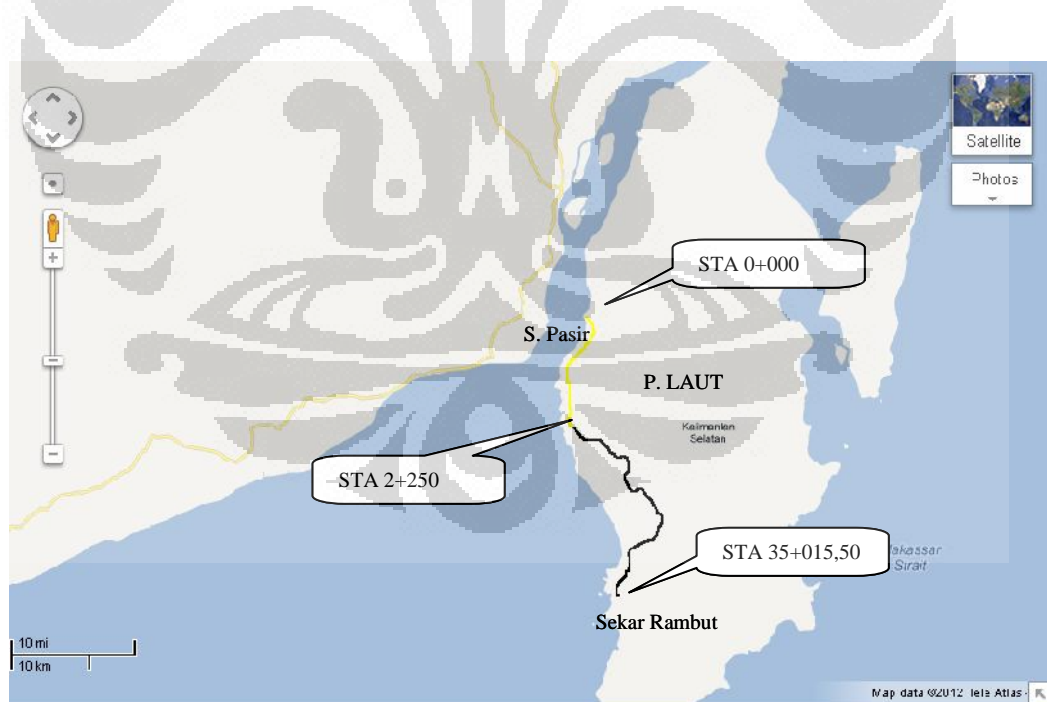 Satellite
Photos
STA 0+000
S. Pasir
P. LAUT
Kalimantan
Selatan
STA 2+250
STA 35+015,50
Makassar
Strait
Sekar Rambut
10 mi
10 km
Map data ©2012 Tele Atlas -